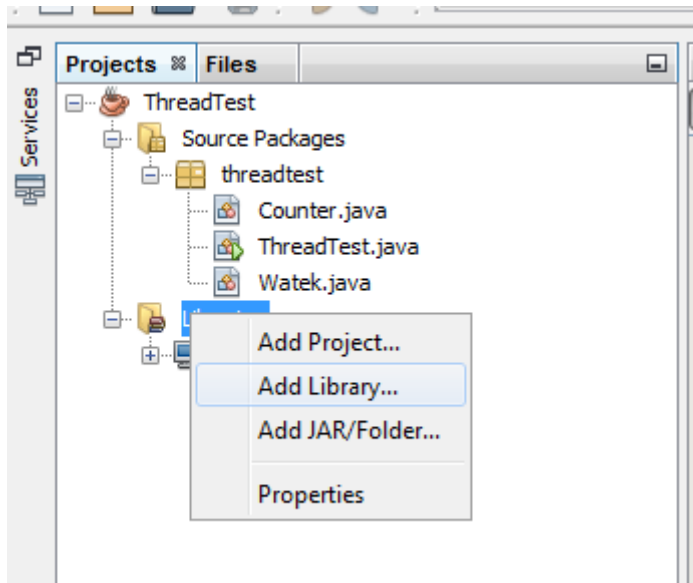 Projects Files
Services
ThreadTest
Source Packages
threadtest
Counter.java
ThreadTest.java
Watek.java
Add Project...
Add Library...
Add JAR/Folder...
Properties